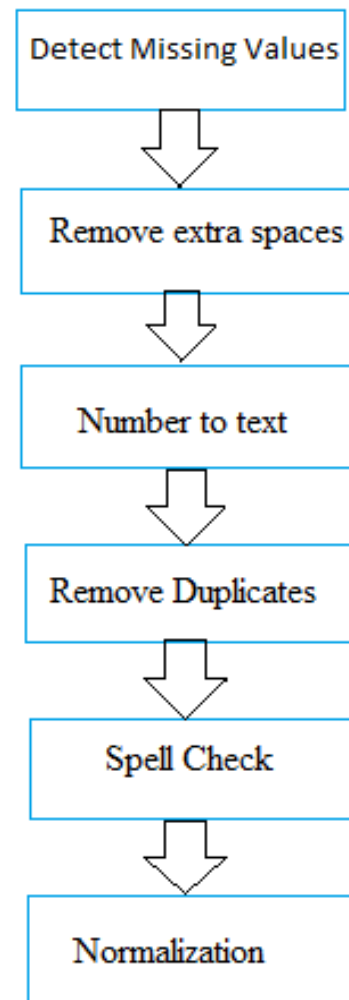 Detect Missing Values
Remove extra spaces
Number to text
Remove Duplicates
Spell Check
Normalization